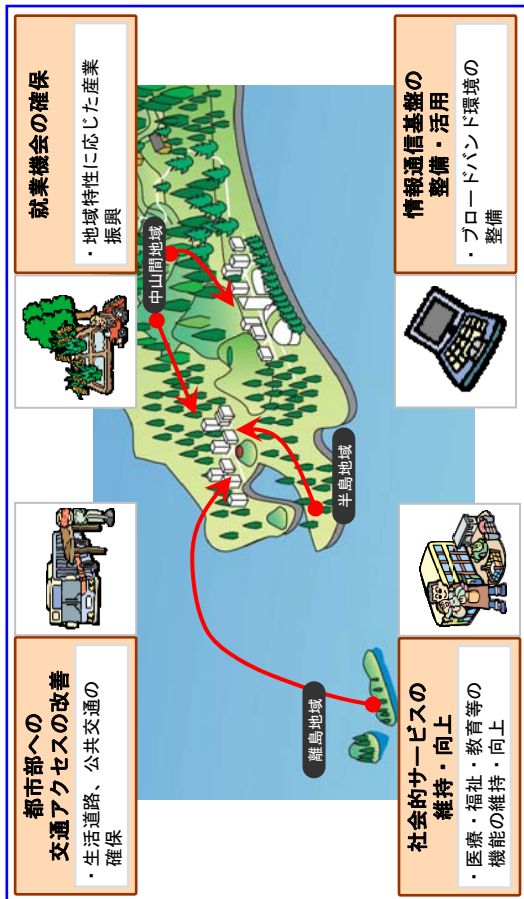 都市部への
交通アクセスの改善
・生活道路、公共交通の
確保
就業機会の確保
・地域特性に応じた産業
振興
中山間地域
半島地域
離島地域
社会的サービスの
維持・向上
・医療・福祉・教育等の
機能の維持・向上
情報通信基盤の
整備・活用
・ブロードバンド環境の
整備